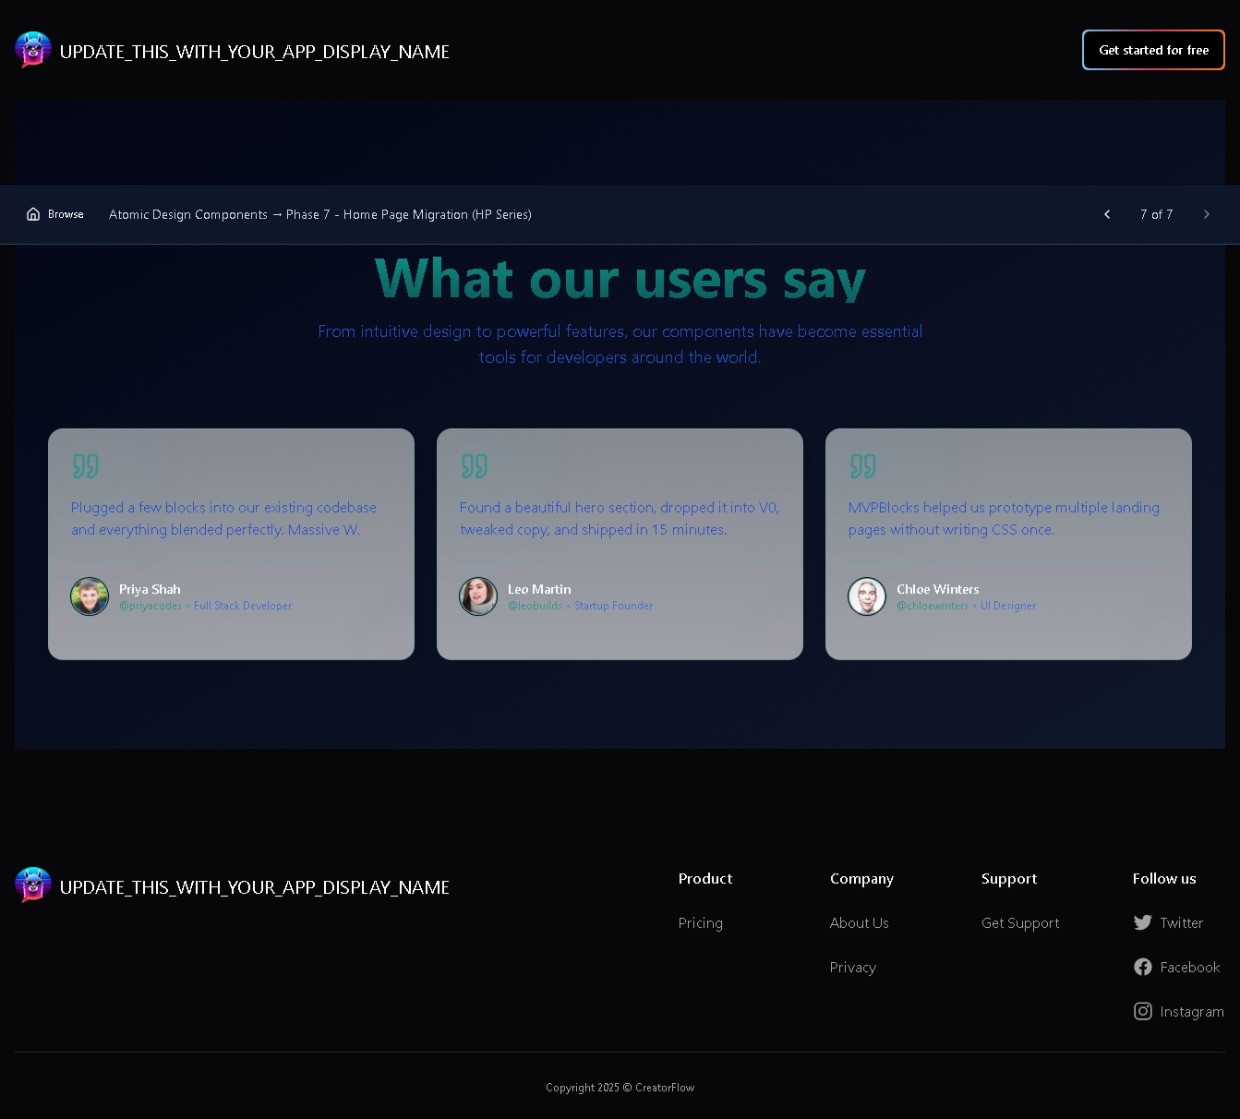 UPDATE_THIS_WITH_YOUR_APP_DISPLAY_NAME
Get started for free
Browse
Atomic Design Components → Phase 7 - Home Page Migration (HP Series)
7 of 7
What our users say
From intuitive design to powerful features, our components have become essential
tools for developers around the world.
Plugged a few blocks into our existing codebase
and everything blended perfectly. Massive W.
Priya Shah
@priyacodes • Full Stack Developer
Found a beautiful hero section, dropped it into V0,
tweaked copy, and shipped in 15 minutes.
Leo Martin
@leobuilds • Startup Founder
MVPBlocks helped us prototype multiple landing
pages without writing CSS once.
Chloe Winters
@chloewinters • UI Designer
UPDATE_THIS_WITH_YOUR_APP_DISPLAY_NAME
Product
Pricing
Company
About Us
Privacy
Support
Get Support
Follow us
Twitter
Facebook
Instagram
Copyright 2025 © CreatorFlow